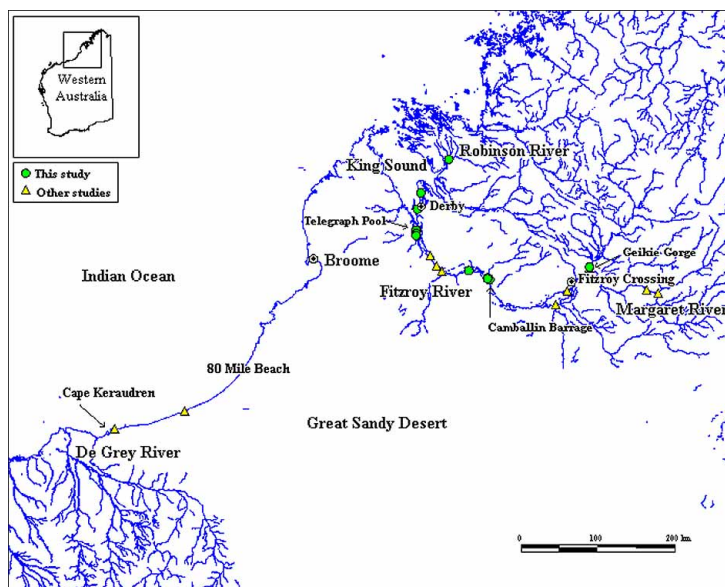 Western
Australia
This study
Other studies
Robinson River
King Sound
Derby
Telegraph Pool
Geikie Gorge
Broome
Indian Ocean
Fitzroy Crossing
Fitzroy River
Margaret River
Camballin Barrage
80 Mile Beach
Cape Keraudren
Great Sandy Desert
De Grey River
0 100 200 km